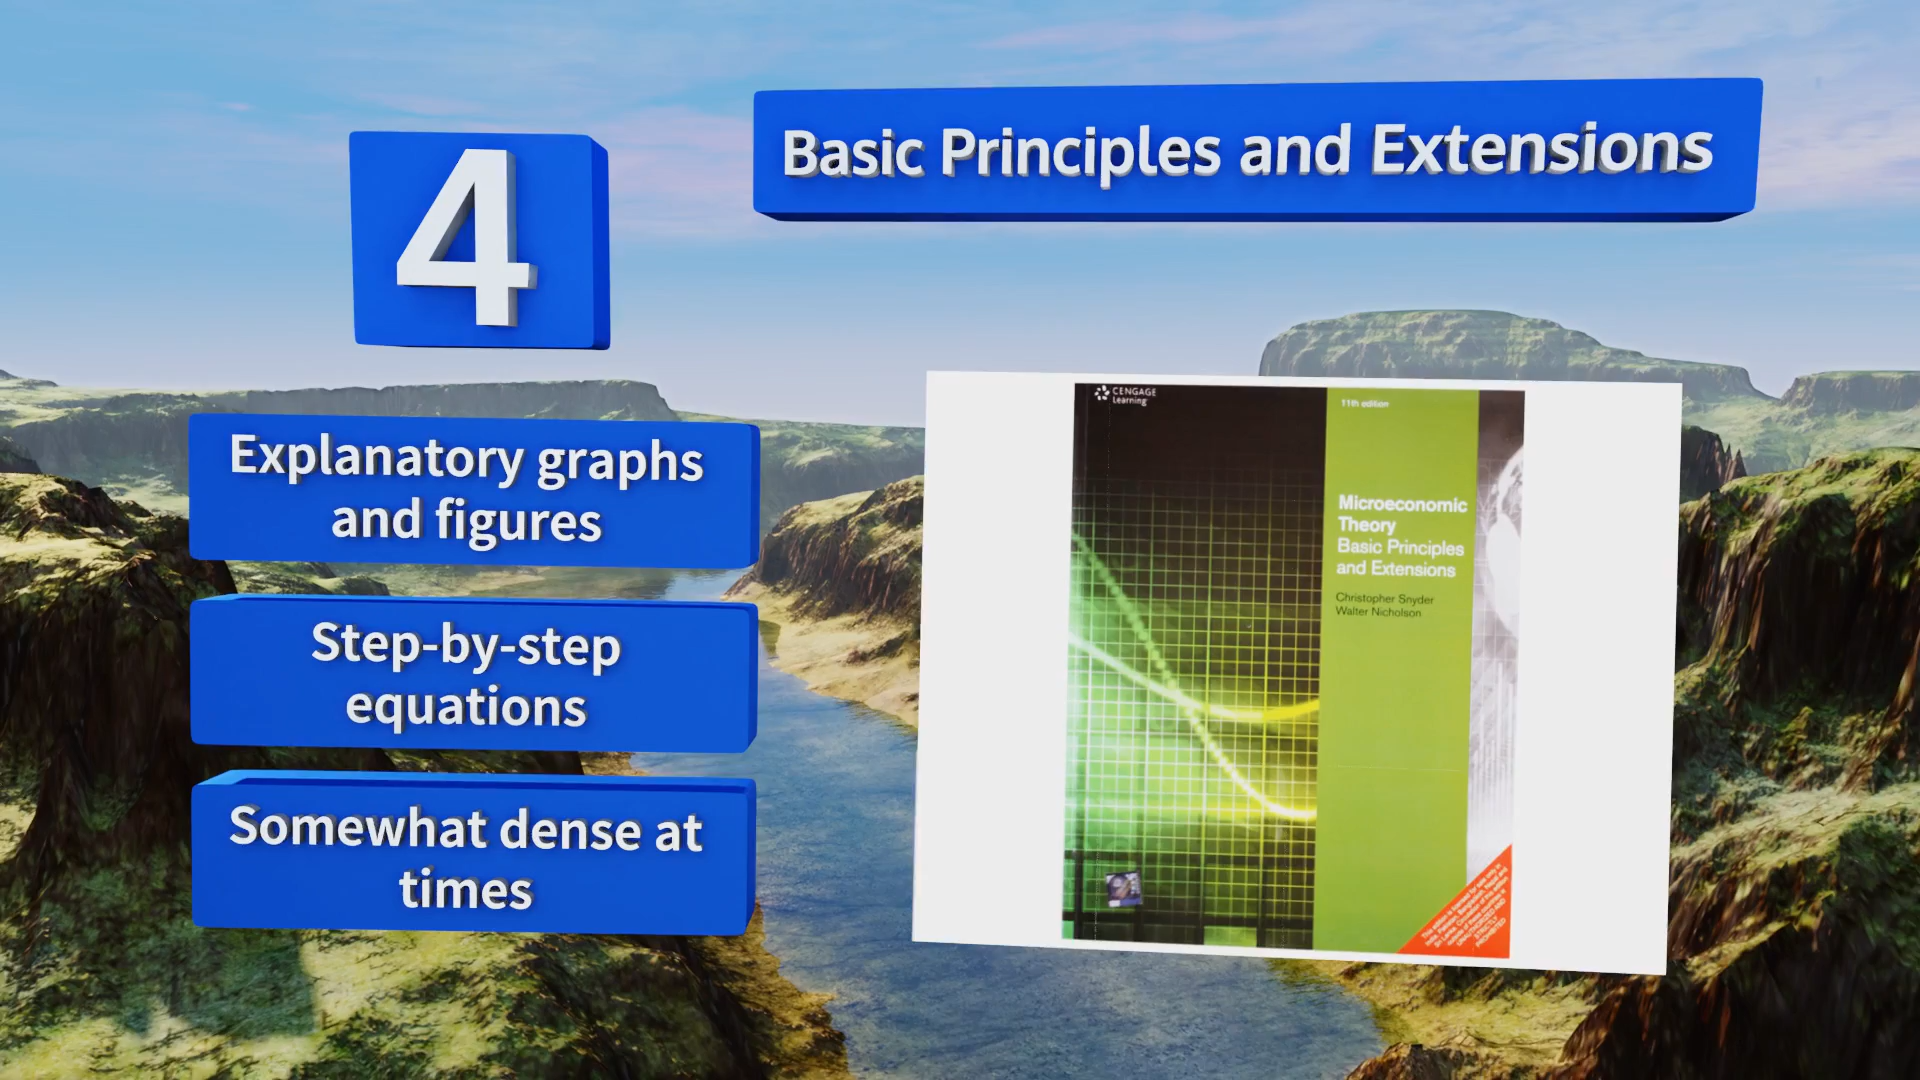 4
Basic Principles and Extensions
Explanatory graphs
and figures
Step-by-step
equations
Somewhat dense at
times
CENGAGE
Learning
11th edition
Microeconomic
Theory
Basic Principles
and Extensions
Christopher Snyder
Walter Nicholson